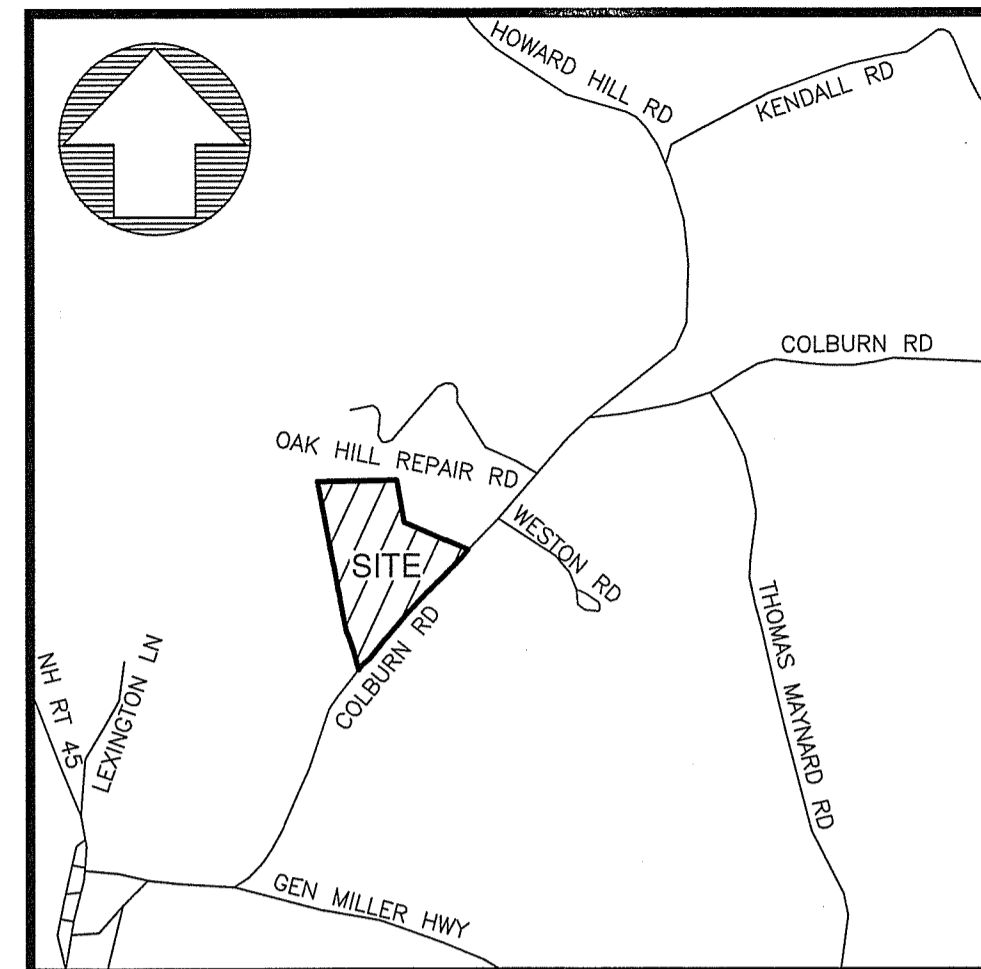 HOWARD HILL RD
KENDALL RD
COLBURN RD
OAK HILL REPAIR RD
WESTON RD
SITE
COLBURN RD
THOMAS MAYNARD RD
NH RT 45
LEXINGTON LN
GEN MILLER HWY